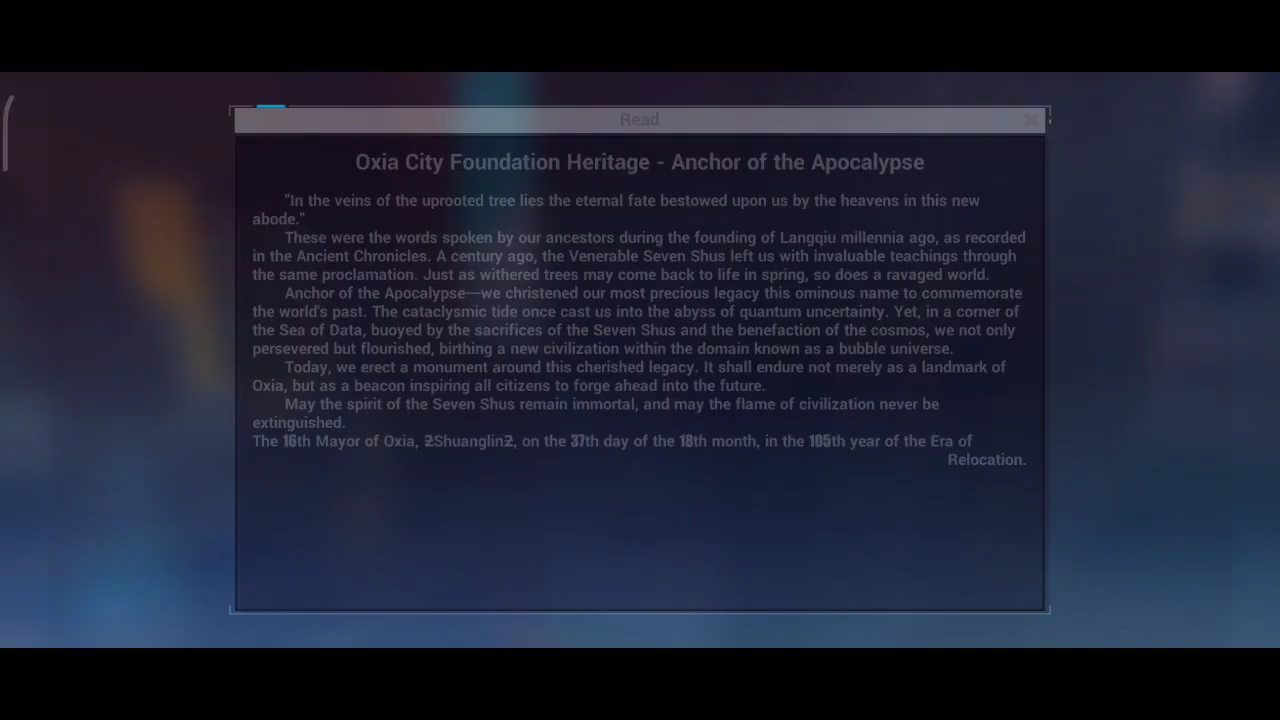 Read
Oxia City Foundation Heritage - Anchor of the Apocalypse
"In the veins of the uprooted tree lies the eternal fate bestowed upon us by the heavens in this new
abode."
These were the words spoken by our ancestors during the founding of Langqiu millennia ago, as recorded
in the Ancient Chronicles. A century ago, the Venerable Seven Shus left us with invaluable teachings through
the same proclamation. Just as withered trees may come back to life in spring, so does a ravaged world.
Anchor of the Apocalypse—we christened our most precious legacy this ominous name to commemorate
the world's past. The cataclysmic tide once cast us into the abyss of quantum uncertainty. Yet, in a corner of
the Sea of Data, buoyed by the sacrifices of the Seven Shus and the benefaction of the cosmos, we not only
persevered but flourished, birthing a new civilization within the domain known as a bubble universe.
Today, we erect a monument around this cherished legacy. It shall endure not merely as a landmark of
Oxia, but as a beacon inspiring all citizens to forge ahead into the future.
May the spirit of the Seven Shus remain immortal, and may the flame of civilization never be
extinguished.
The 16th Mayor of Oxia, 2Shuanglin2, on the 37th day of the 18th month, in the 105th year of the Era of
Relocation.